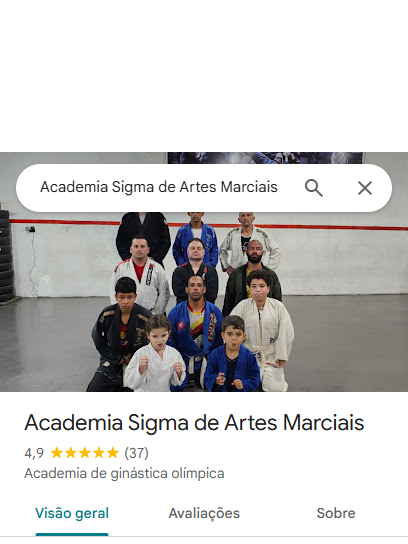 Academia Sigma de Artes Marciais
Academia Sigma de Artes Marciais
4,9 (37)
Academia de ginástica olímpica
Visão geral Avaliações Sobre